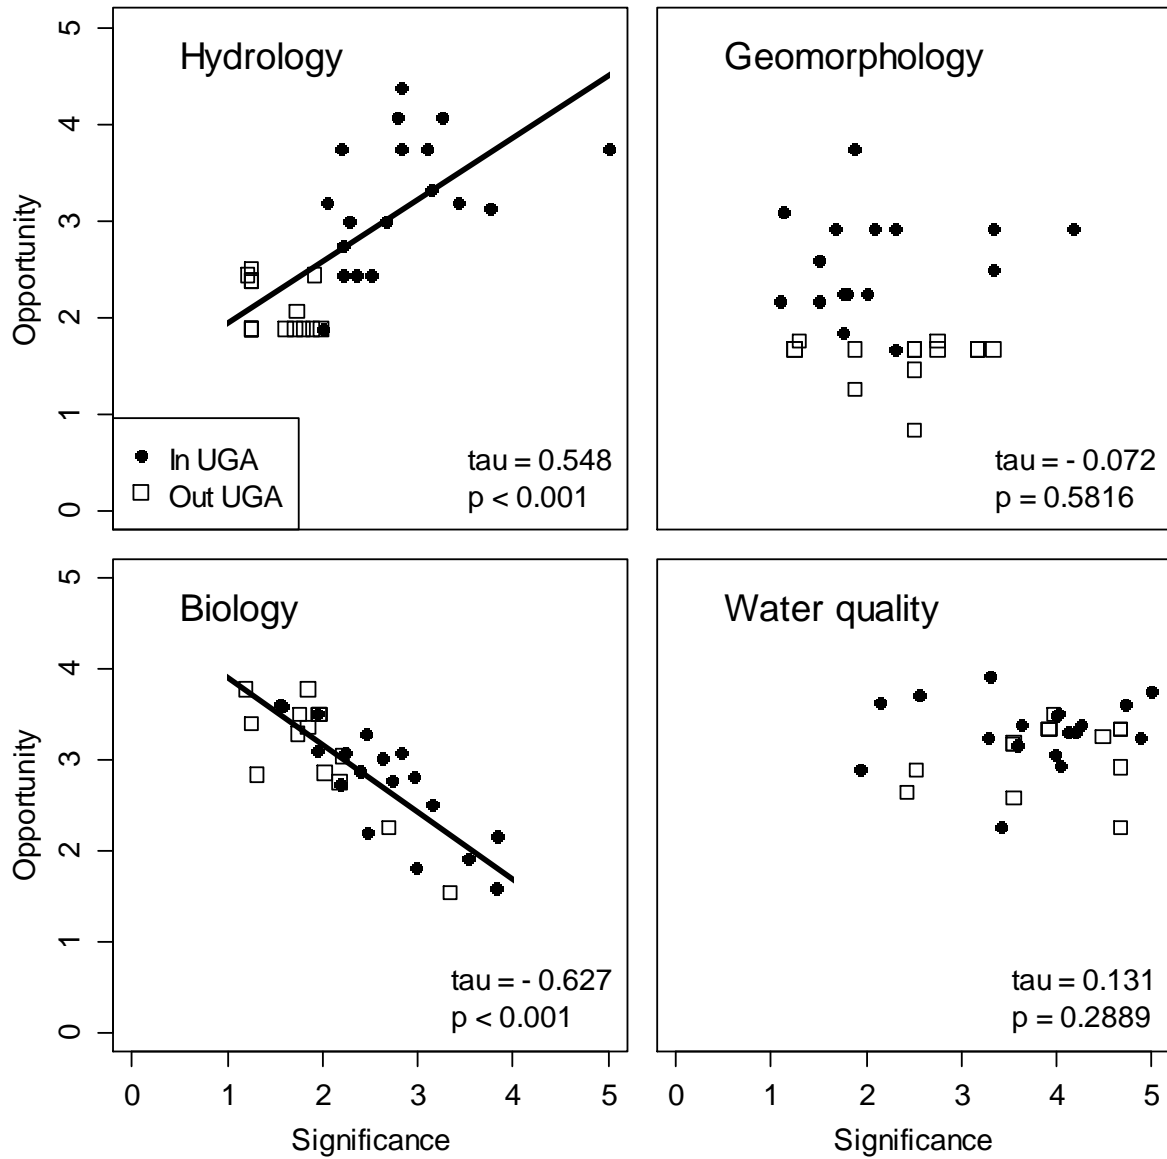 Hydrology
5
4
3
2
1
0
Opportunity
In UGA
Out UGA
tau = 0.548
p < 0.001
Geomorphology
tau = - 0.072
p = 0.5816
Biology
5
4
3
2
1
0
Opportunity
tau = - 0.627
p < 0.001
0 1 2 3 4 5
Significance
Water quality
tau = 0.131
p = 0.2889
0 1 2 3 4 5
Significance